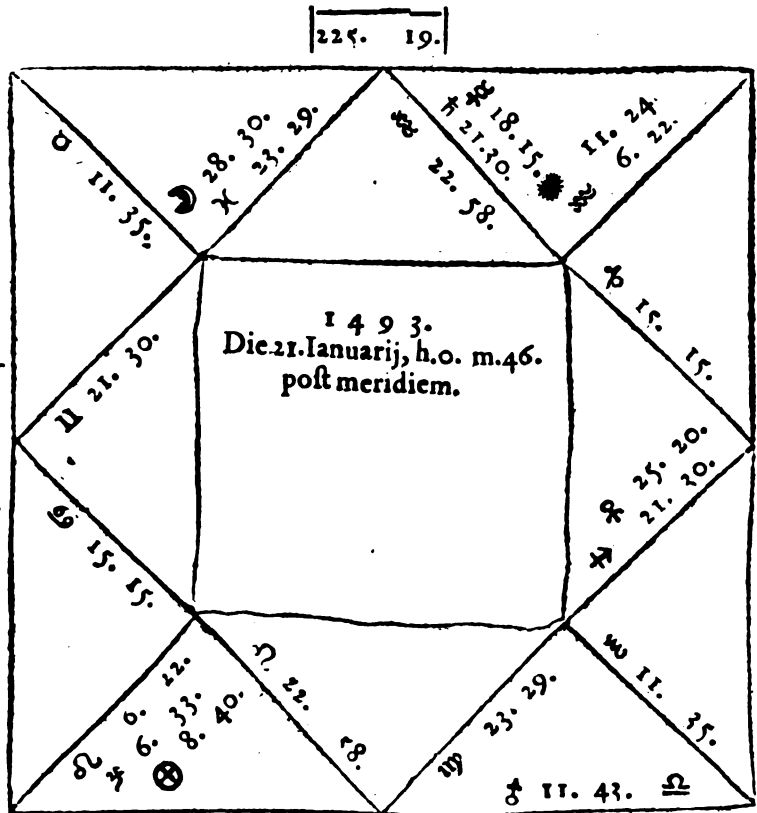 225. 19.
♉ 11. 35.
☽ 28. 30.
♓ 23. 29.
♒ 22. 58.
♄ 21. 30.
18. 15.
11. 24.
♒ 6. 22.
♑ 15. 15.
1 4 9 3.
Die.21.Ianuarij, h.0. m.46.
poſt meridiem.
♊ 21. 30.
♋ 15. 15.
♀ 25. 20.
♐ 21. 30.
♏ 11. 35.
♌ 22. 58.
♌ 6. 22.
♃ 6. 33.
⊗ 8. 40.
♍ 23. 29.
11. 43. ♎